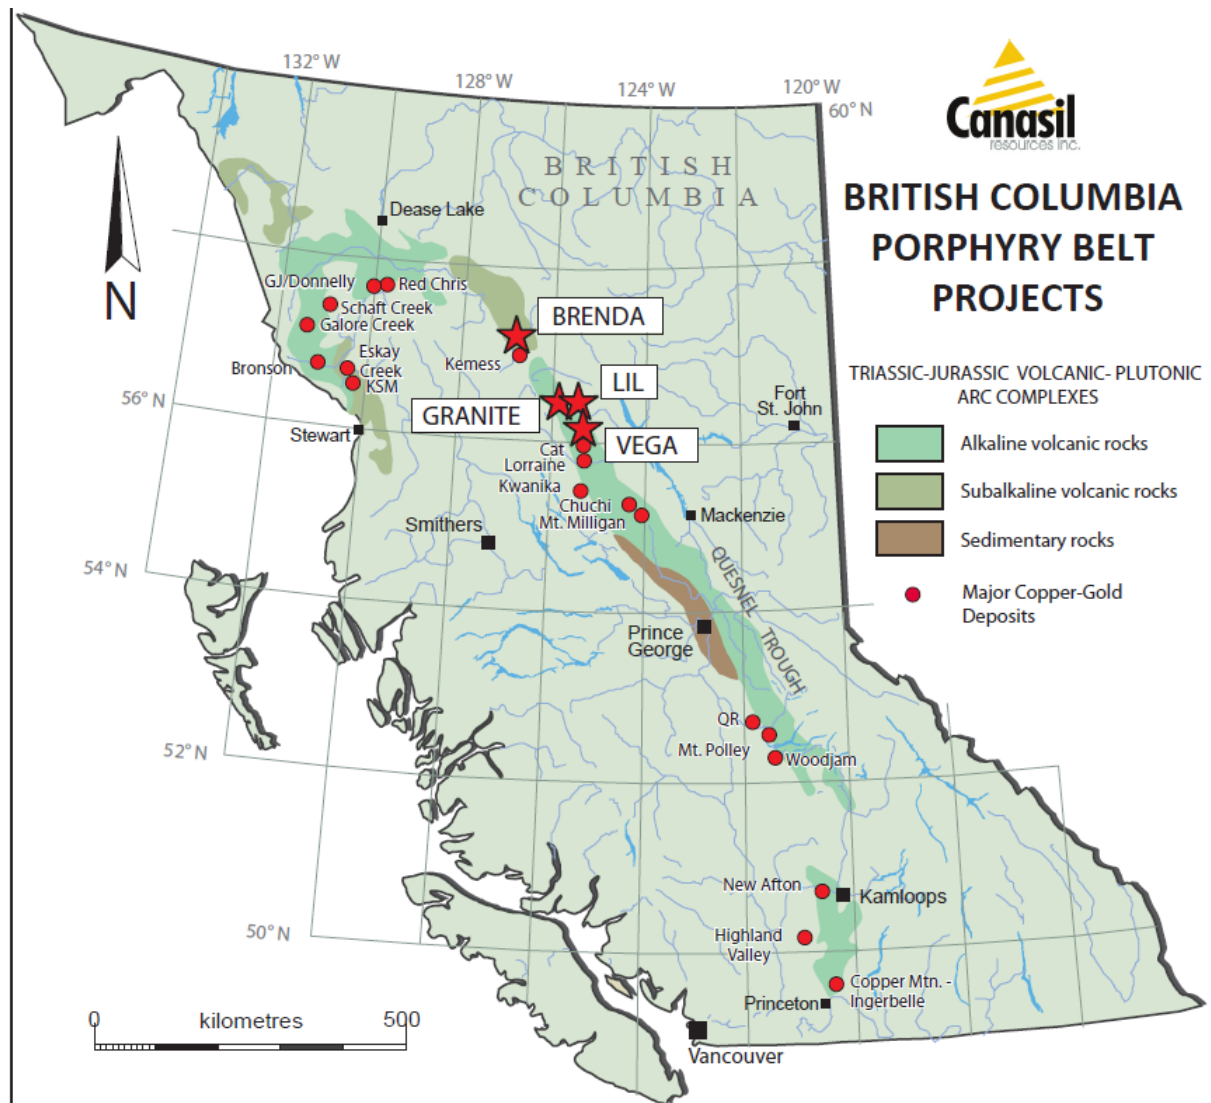 132° W
128° W
124° W
120° W
60° N
Canasil
resources inc.
BRITISH
COLUMBIA
BRITISH COLUMBIA
PORPHYRY BELT
PROJECTS
Dease Lake
GJ/Donnelly
Red Chris
Schaft Creek
Galore Creek
BRENDA
N
Bronson
Eskay
Creek
KSM
Kemess
LIL
TRIASSIC-JURASSIC VOLCANIC- PLUTONIC
ARC COMPLEXES
56° N
GRANITE
Fort
St. John
Stewart
VEGA
Alkaline volcanic rocks
Cat
Lorraine
Kwanika
Subalkaline volcanic rocks
Chuchi
Mt. Milligan
Mackenzie
Smithers
Sedimentary rocks
54° N
QUESNEL TROUGH
Major Copper-Gold
Deposits
Prince
George
QR
Mt. Polley
Woodjam
52° N
New Afton
Kamloops
Highland
Valley
50° N
Copper Mtn. -
Ingerbelle
Princeton
0 kilometres 500
Vancouver